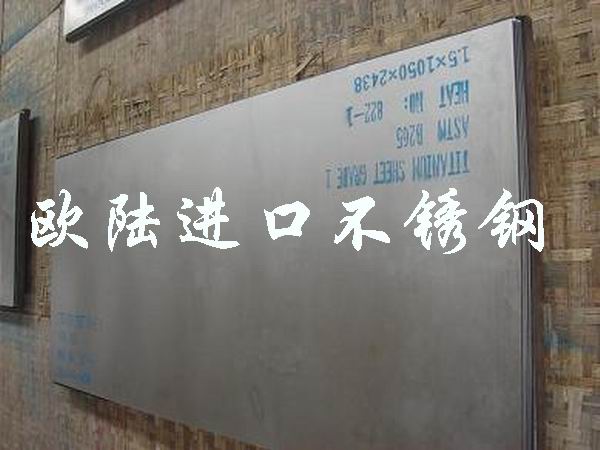 TITANIUM SHEET GRADE 1
ASTM B265
HEAT NO: 822-1
1.5×1050×2438
欧陆进口不锈钢